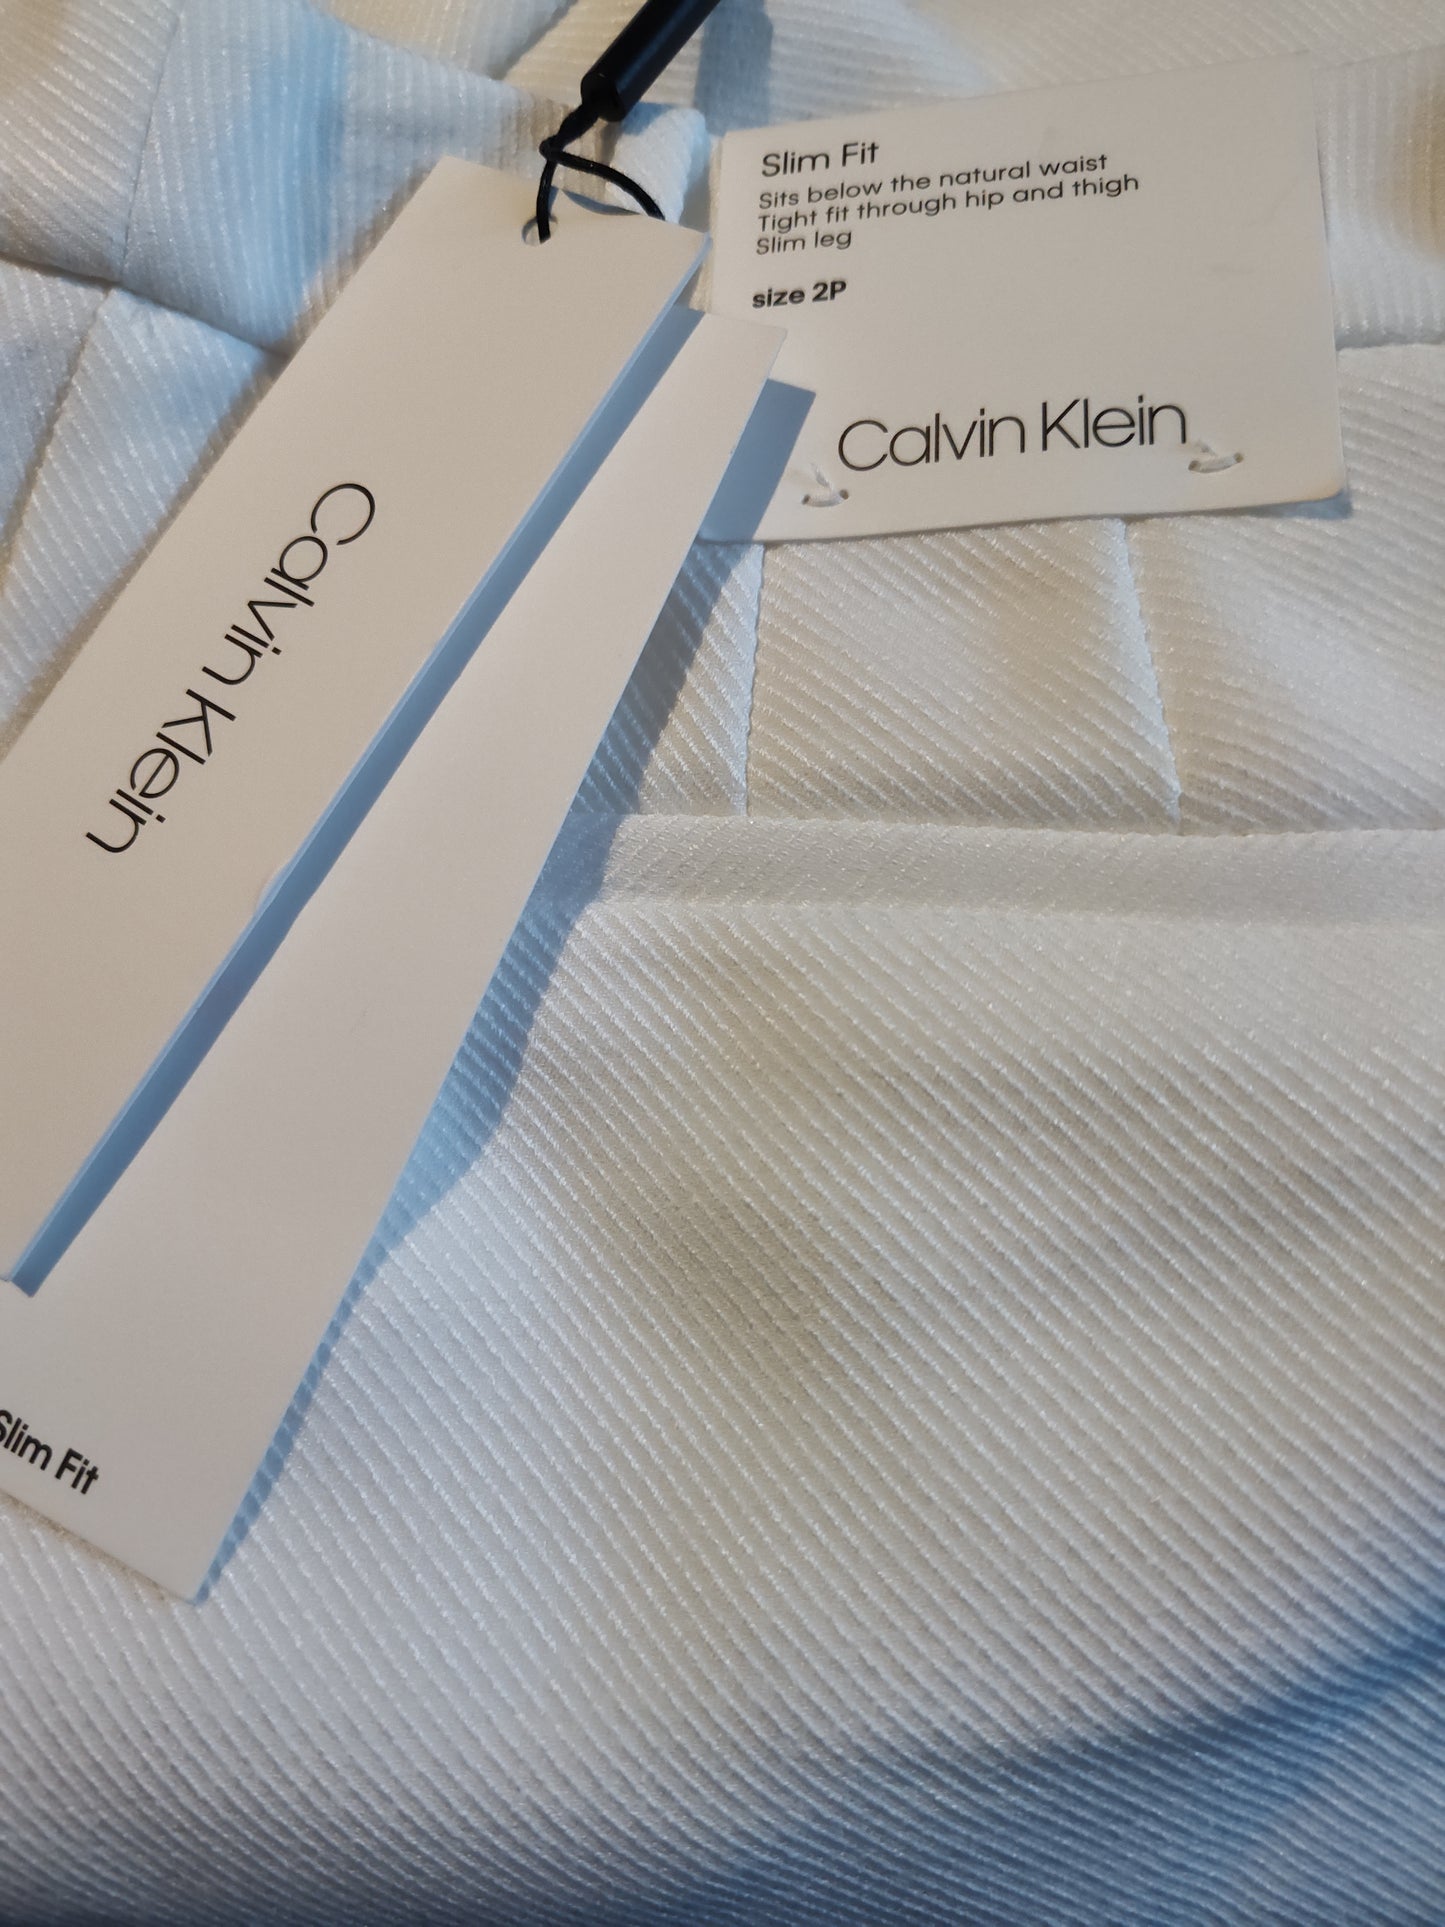 Slim Fit
Sits below the natural waist
Tight fit through hip and thigh
Slim leg
size 2P
Calvin Klein
Calvin Klein
Slim Fit